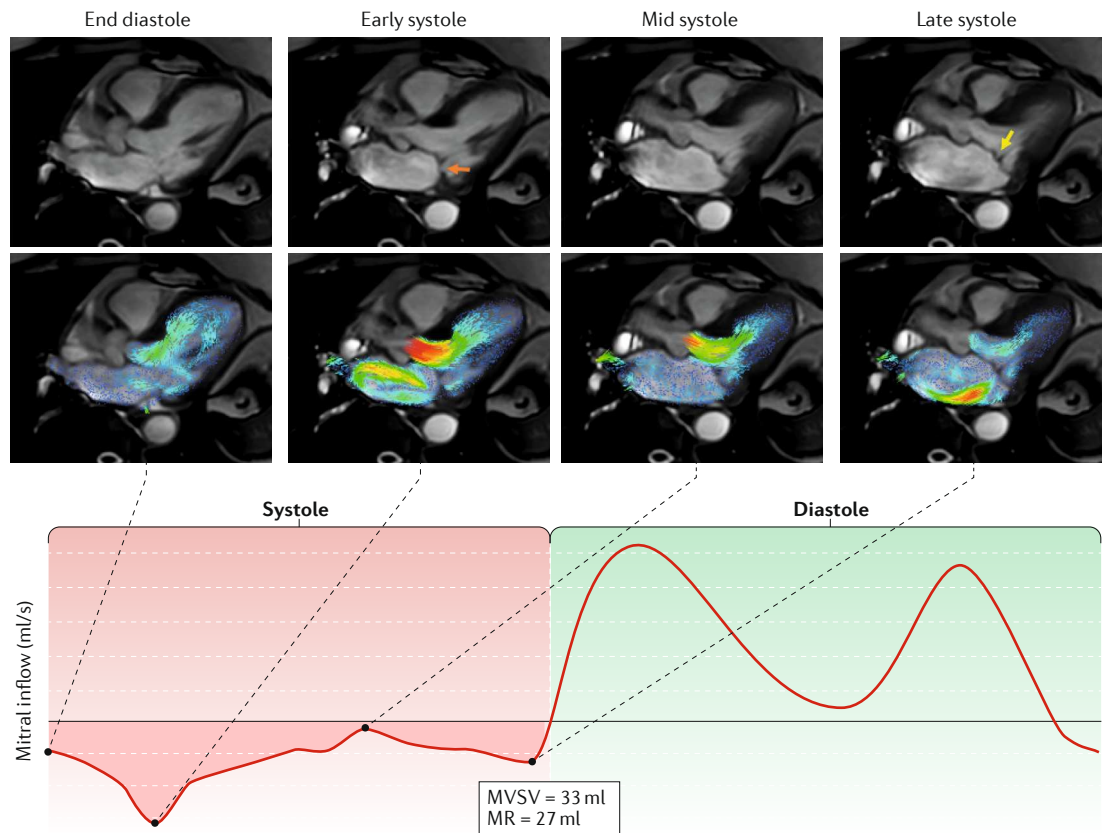 End diastole
Early systole
Mid systole
Late systole
Systole
Diastole
Mitral inflow (ml/s)
MVSV = 33 ml
MR = 27 ml